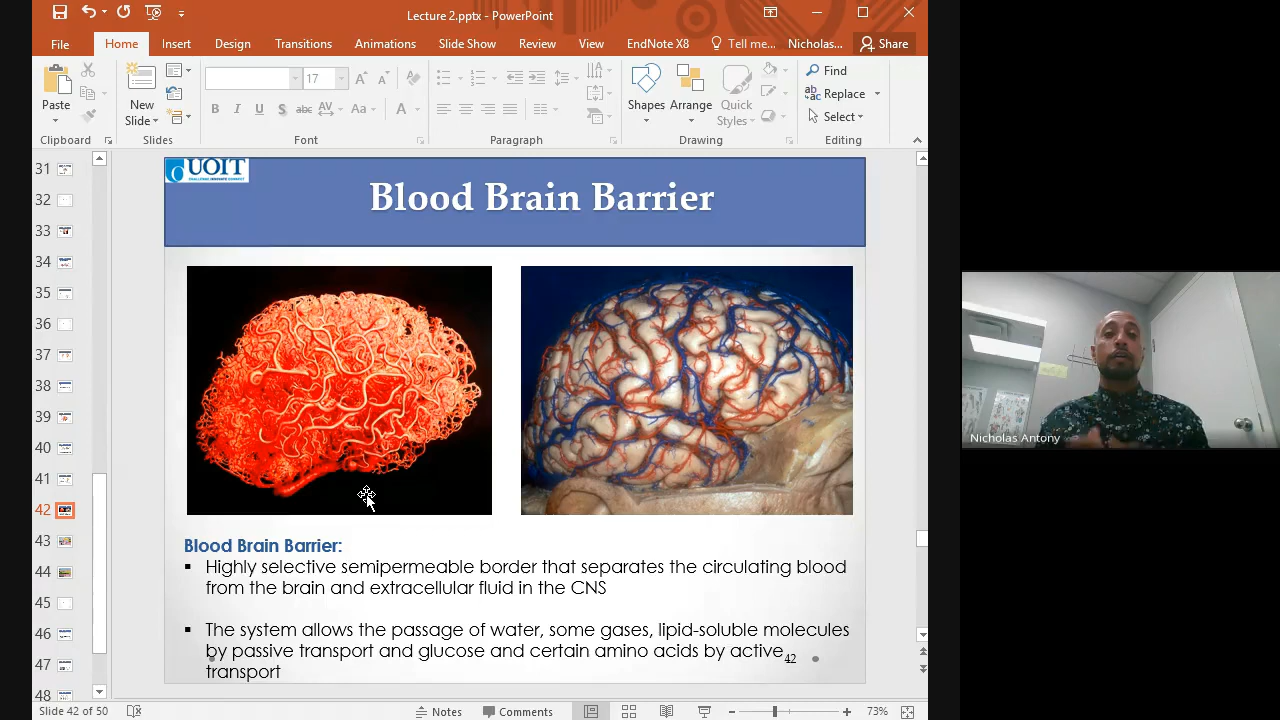 Lecture 2.pptx - PowerPoint
File Home Insert Design Transitions Animations Slide Show Review View EndNote X8 Tell me... Nicholas... Share
17
Paste
New Slide
B I U S abc AV Aa A
Shapes Arrange Quick Styles
Find
Replace
Select
Clipboard Slides Font Paragraph Drawing Editing
31
32
33
34
35
36
37
38
39
40
41
42
43
44
45
46
47
48
UOIT
Blood Brain Barrier
Blood Brain Barrier:
▪ Highly selective semipermeable border that separates the circulating blood
from the brain and extracellular fluid in the CNS
▪ The system allows the passage of water, some gases, lipid-soluble molecules
by passive transport and glucose and certain amino acids by active
transport
42
Nicholas Antony
Slide 42 of 50 Notes Comments 73%